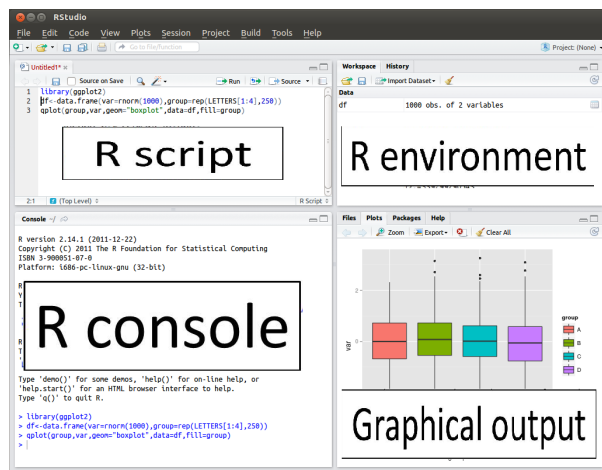 RStudio
File Edit Code View Plots Session Project Build Tools Help
Go to file/function
Project: (None)
Untitled1*
Source on Save
Run
Source
1 library(ggplot2)
2 df<-data.frame(var=rnorm(1000),group=rep(LETTERS[1:4],250))
3 qplot(group,var,geom="boxplot",data=df,fill=group)
R script
2:1 (Top Level) R Script
Workspace History
Import Dataset
Data
df 1000 obs. of 2 variables
R environment
Console ~/
R version 2.14.1 (2011-12-22)
Copyright (C) 2011 The R Foundation for Statistical Computing
ISBN 3-900051-07-0
Platform: i686-pc-linux-gnu (32-bit)
R console
Type 'demo()' for some demos, 'help()' for on-line help, or
'help.start()' for an HTML browser interface to help.
Type 'q()' to quit R.
> library(ggplot2)
> df<-data.frame(var=rnorm(1000),group=rep(LETTERS[1:4],250))
> qplot(group,var,geom="boxplot",data=df,fill=group)
>
Files Plots Packages Help
Zoom Export Clear All
2
0
var
group
A
B
C
D
Graphical output